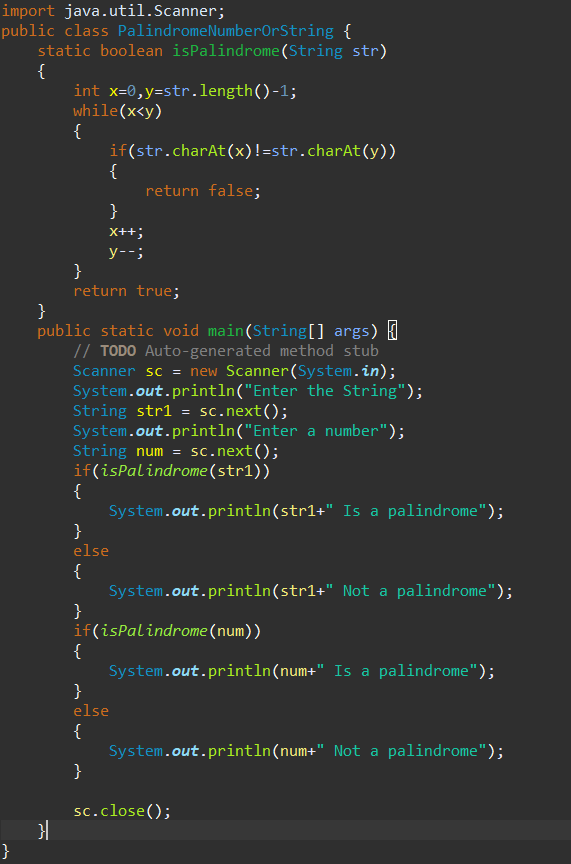 import java.util.Scanner;
public class PalindromeNumberOrString {
    static boolean isPalindrome(String str)
    {
        int x=0,y=str.length()-1;
        while(x<y)
        {
            if(str.charAt(x)!=str.charAt(y))
            {
                return false;
            }
            x++;
            y--;
        }
        return true;
    }
    public static void main(String[] args) {
        // TODO Auto-generated method stub
        Scanner sc = new Scanner(System.in);
        System.out.println("Enter the String");
        String str1 = sc.next();
        System.out.println("Enter a number");
        String num = sc.next();
        if(isPalindrome(str1))
        {
            System.out.println(str1+" Is a palindrome");
        }
        else
        {
            System.out.println(str1+" Not a palindrome");
        }
        if(isPalindrome(num))
        {
            System.out.println(num+" Is a palindrome");
        }
        else
        {
            System.out.println(num+" Not a palindrome");
        }

        sc.close();
    }
}